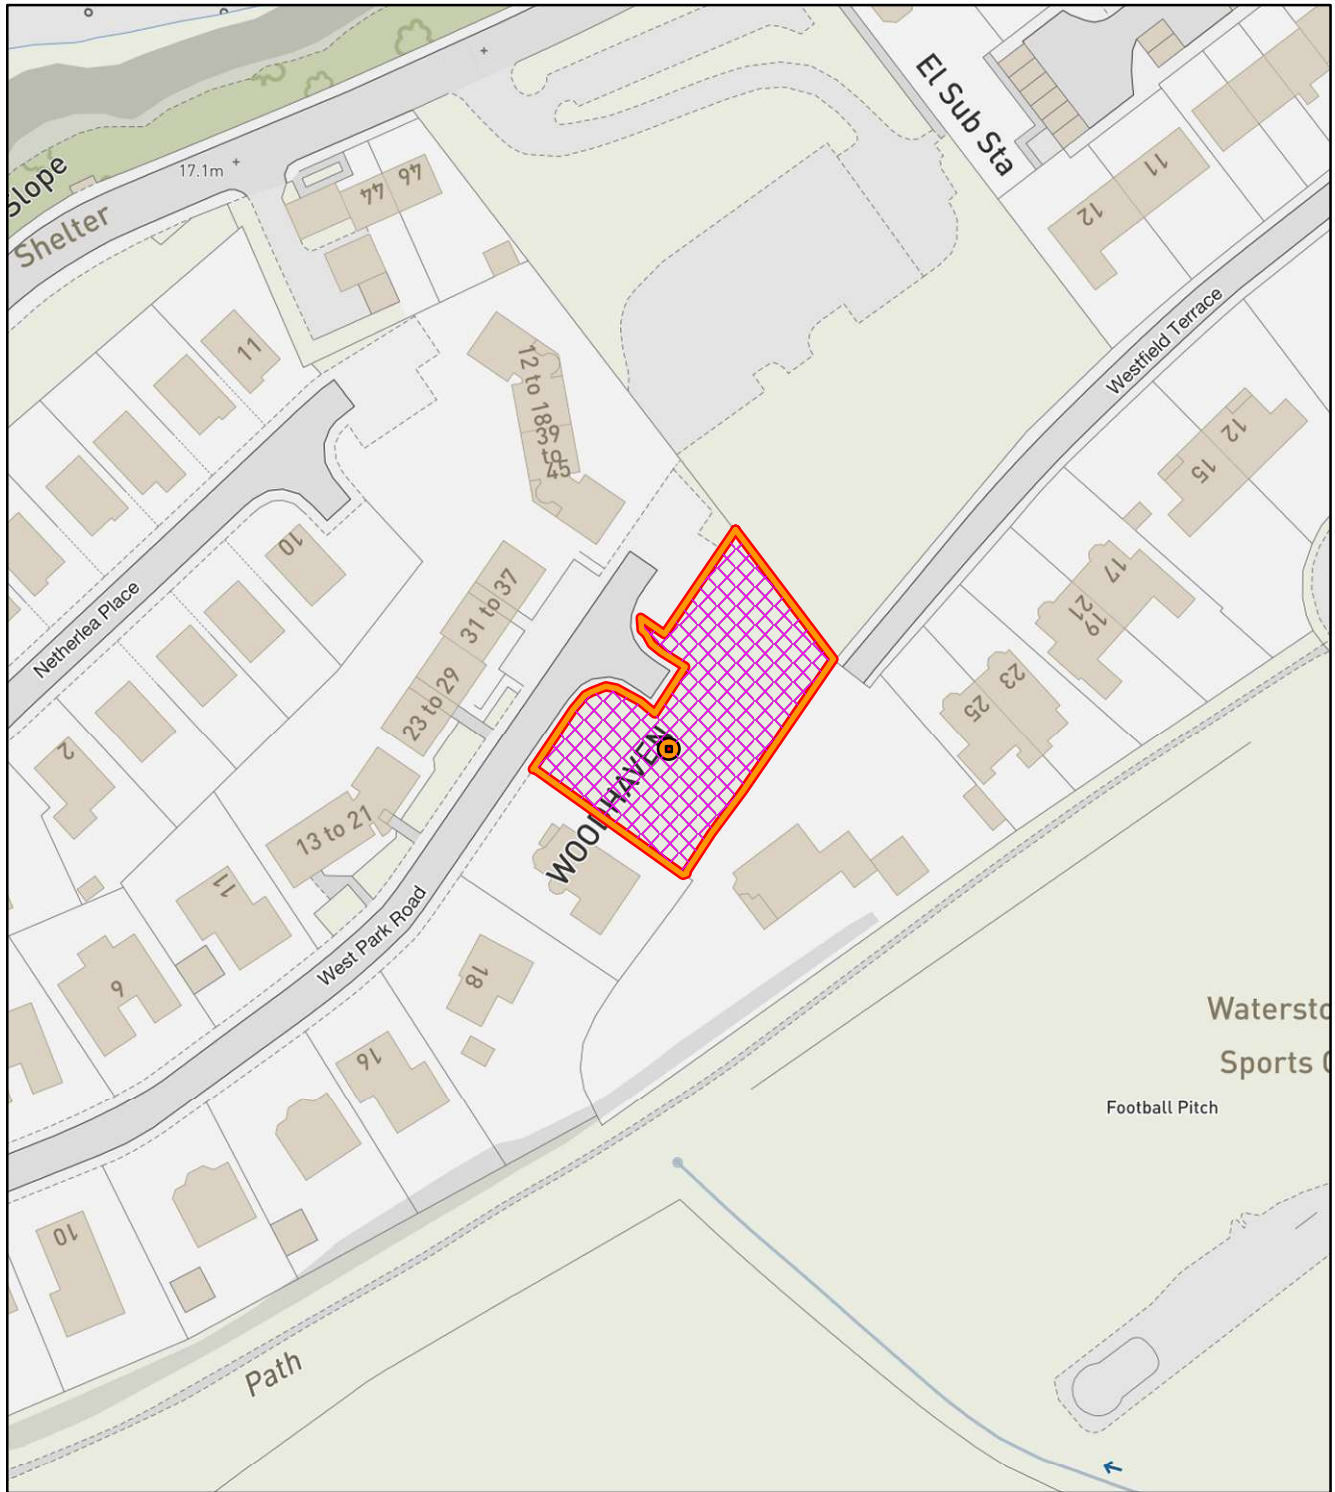 El Sub Sta
Slope
17.1m
Shelter
46
44
11
12
Westfield Terrace
11
12 to 18
39
to
45
12
15
10
Netherlea Place
31 to 37
23 to 29
17
21
19
23
25
2
WOODHAVEN
13 to 21
11
West Park Road
9
18
16
10
Sports
Football Pitch
Path